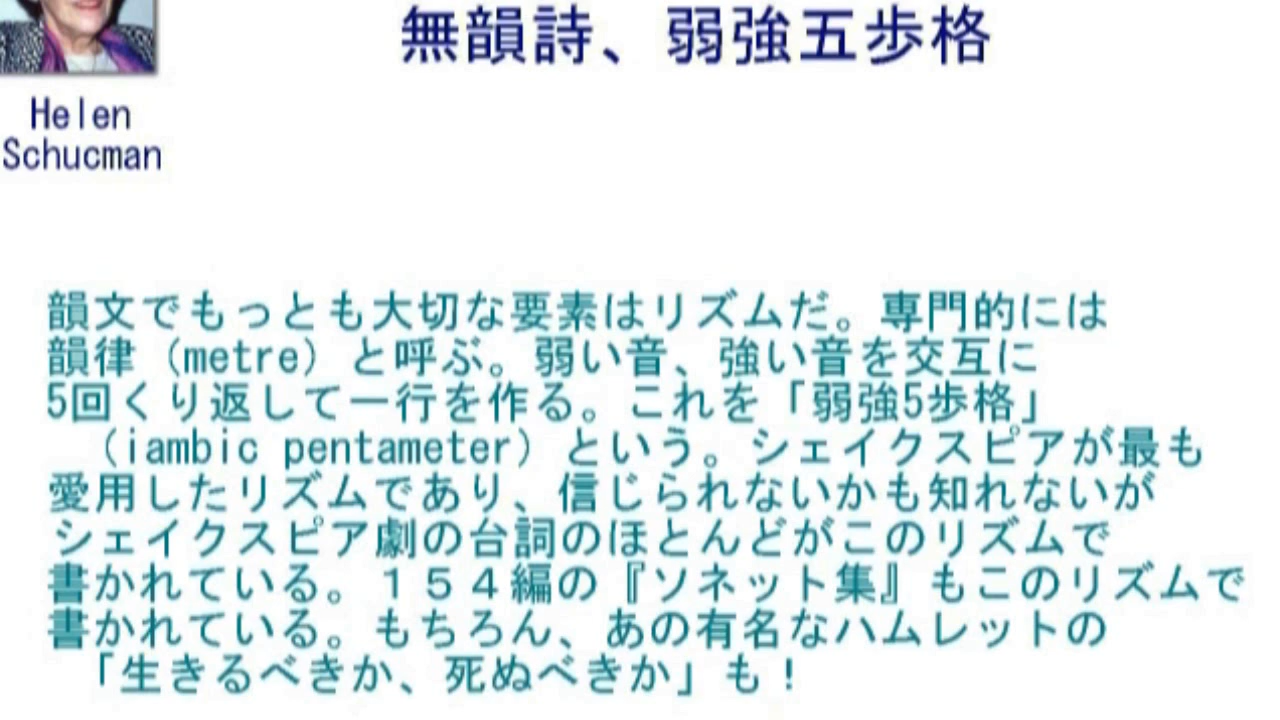 無韻詩、弱強五歩格
Helen
Schucman
韻文でもっとも大切な要素はリズムだ。専門的には
韻律（metre）と呼ぶ。弱い音、強い音を交互に
5回くり返して一行を作る。これを「弱強5歩格」
（iambic pentameter）という。シェイクスピアが最も
愛用したリズムであり、信じられないかも知れないが
シェイクスピア劇の台詞のほとんどがこのリズムで
書かれている。１５４編の『ソネット集』もこのリズムで
書かれている。もちろん、あの有名なハムレットの
「生きるべきか、死ぬべきか」も！